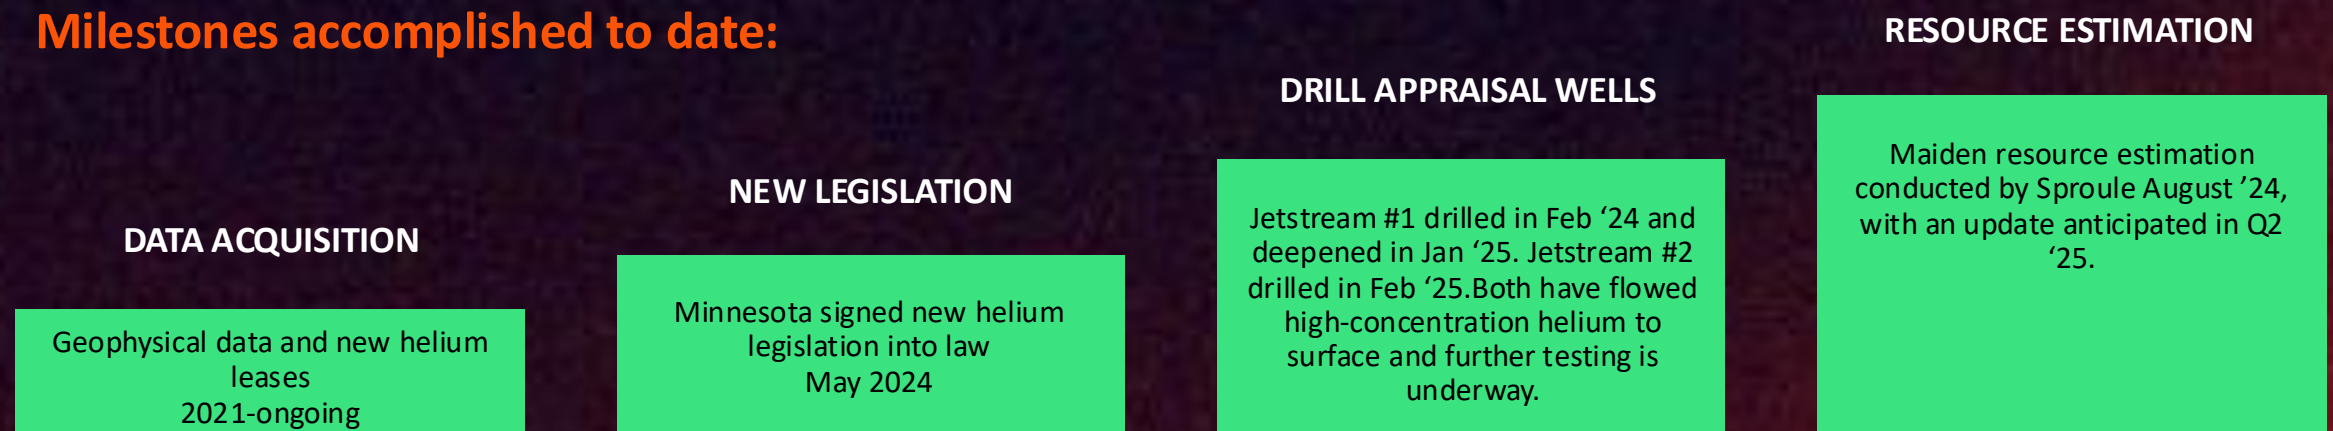 Milestones accomplished to date:
DATA ACQUISITION
Geophysical data and new helium
leases
2021-ongoing
NEW LEGISLATION
Minnesota signed new helium
legislation into law
May 2024
DRILL APPRAISAL WELLS
Jetstream #1 drilled in Feb ‘24 and
deepened in Jan ‘25. Jetstream #2
drilled in Feb ‘25.Both have flowed
high-concentration helium to
surface and further testing is
underway.
RESOURCE ESTIMATION
Maiden resource estimation
conducted by Sproule August ’24,
with an update anticipated in Q2
‘25.